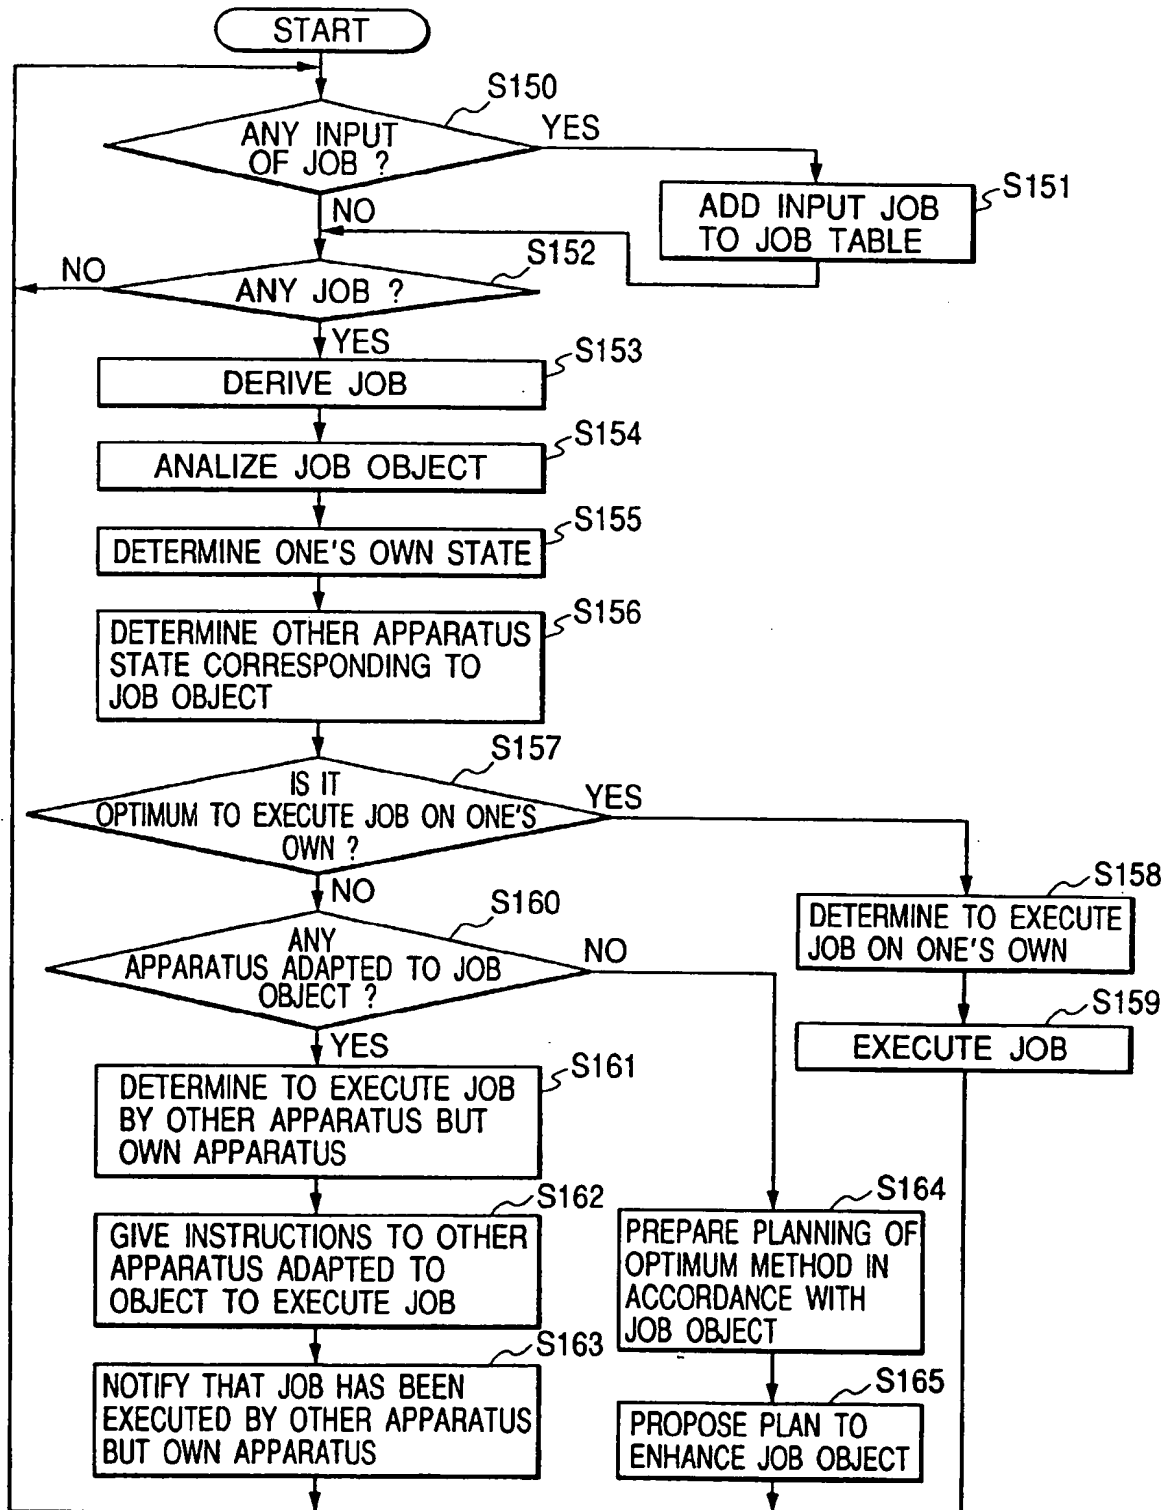 START
S150
ANY INPUT
OF JOB ?
YES
S151
ADD INPUT JOB
TO JOB TABLE
NO
S152
ANY JOB ?
NO
YES
S153
DERIVE JOB
S154
ANALIZE JOB OBJECT
S155
DETERMINE ONE'S OWN STATE
S156
DETERMINE OTHER APPARATUS
STATE CORRESPONDING TO
JOB OBJECT
S157
IS IT
OPTIMUM TO EXECUTE JOB ON ONE'S
OWN ?
YES
NO
S158
DETERMINE TO EXECUTE
JOB ON ONE'S OWN
S159
EXECUTE JOB
S160
ANY
APPARATUS ADAPTED TO JOB
OBJECT ?
NO
YES
S161
DETERMINE TO EXECUTE JOB
BY OTHER APPARATUS BUT
OWN APPARATUS
S162
GIVE INSTRUCTIONS TO OTHER
APPARATUS ADAPTED TO
OBJECT TO EXECUTE JOB
S163
NOTIFY THAT JOB HAS BEEN
EXECUTED BY OTHER APPARATUS
BUT OWN APPARATUS
S164
PREPARE PLANNING OF
OPTIMUM METHOD IN
ACCORDANCE WITH
JOB OBJECT
S165
PROPOSE PLAN TO
ENHANCE JOB OBJECT